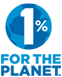 1%
FOR THE
PLANET